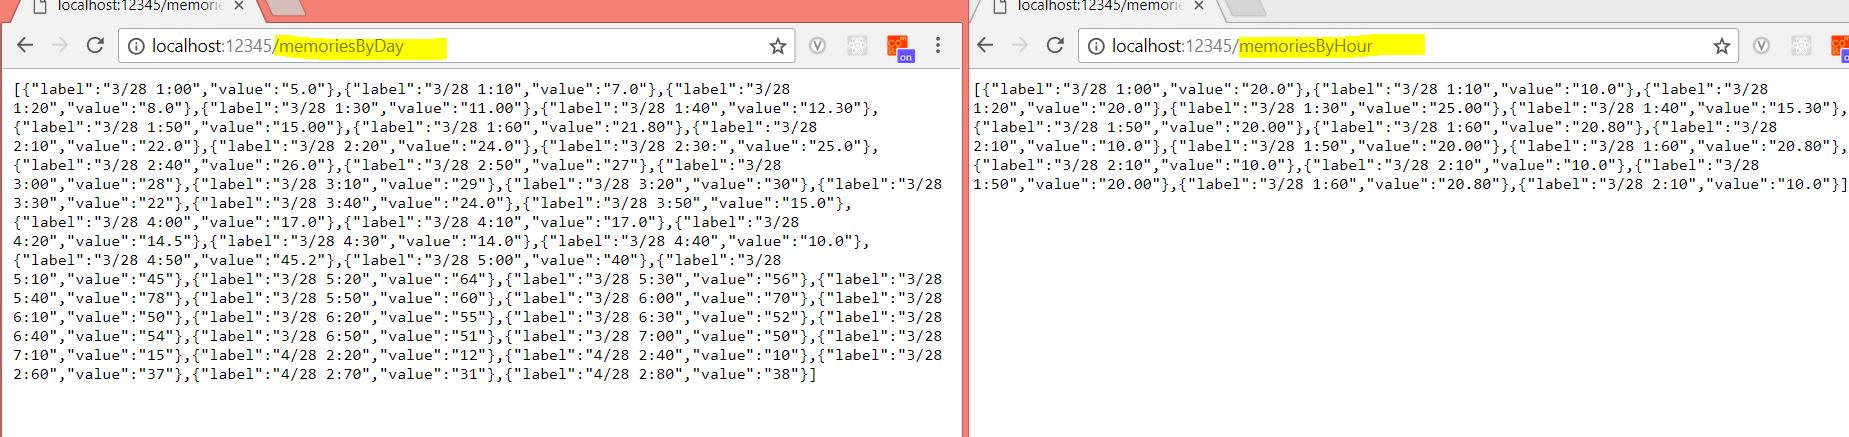 localhost:12345/memorie
localhost:12345/memoriesByDay
V
on
[{"label":"3/28 1:00","value":"5.0"},{"label":"3/28 1:10","value":"7.0"},{"label":"3/28
1:20","value":"8.0"},{"label":"3/28 1:30","value":"11.00"},{"label":"3/28 1:40","value":"12.30"},
{"label":"3/28 1:50","value":"15.00"},{"label":"3/28 1:60","value":"21.80"},{"label":"3/28
2:10","value":"22.0"},{"label":"3/28 2:20","value":"24.0"},{"label":"3/28 2:30:","value":"25.0"},
{"label":"3/28 2:40","value":"26.0"},{"label":"3/28 2:50","value":"27"},{"label":"3/28
3:00","value":"28"},{"label":"3/28 3:10","value":"29"},{"label":"3/28 3:20","value":"30"},{"label":"3/28
3:30","value":"22"},{"label":"3/28 3:40","value":"24.0"},{"label":"3/28 3:50","value":"15.0"},
{"label":"3/28 4:00","value":"17.0"},{"label":"3/28 4:10","value":"17.0"},{"label":"3/28
4:20","value":"14.5"},{"label":"3/28 4:30","value":"14.0"},{"label":"3/28 4:40","value":"10.0"},
{"label":"3/28 4:50","value":"45.2"},{"label":"3/28 5:00","value":"40"},{"label":"3/28
5:10","value":"45"},{"label":"3/28 5:20","value":"64"},{"label":"3/28 5:30","value":"56"},{"label":"3/28
5:40","value":"78"},{"label":"3/28 5:50","value":"60"},{"label":"3/28 6:00","value":"70"},{"label":"3/28
6:10","value":"50"},{"label":"3/28 6:20","value":"55"},{"label":"3/28 6:30","value":"52"},{"label":"3/28
6:40","value":"54"},{"label":"3/28 6:50","value":"51"},{"label":"3/28 7:00","value":"50"},{"label":"3/28
7:10","value":"15"},{"label":"4/28 2:20","value":"12"},{"label":"4/28 2:40","value":"10"},{"label":"3/28
2:60","value":"37"},{"label":"4/28 2:70","value":"31"},{"label":"4/28 2:80","value":"38"}]
localhost:12345/memorie
localhost:12345/memoriesByHour
V
[{"label":"3/28 1:00","value":"20.0"},{"label":"3/28 1:10","value":"10.0"},{"label":"3/28
1:20","value":"20.0"},{"label":"3/28 1:30","value":"25.00"},{"label":"3/28 1:40","value":"15.30"},
{"label":"3/28 1:50","value":"20.00"},{"label":"3/28 1:60","value":"20.80"},{"label":"3/28
2:10","value":"10.0"},{"label":"3/28 1:50","value":"20.00"},{"label":"3/28 1:60","value":"20.80"},
{"label":"3/28 2:10","value":"10.0"},{"label":"3/28 2:10","value":"10.0"},{"label":"3/28
1:50","value":"20.00"},{"label":"3/28 1:60","value":"20.80"},{"label":"3/28 2:10","value":"10.0"}]